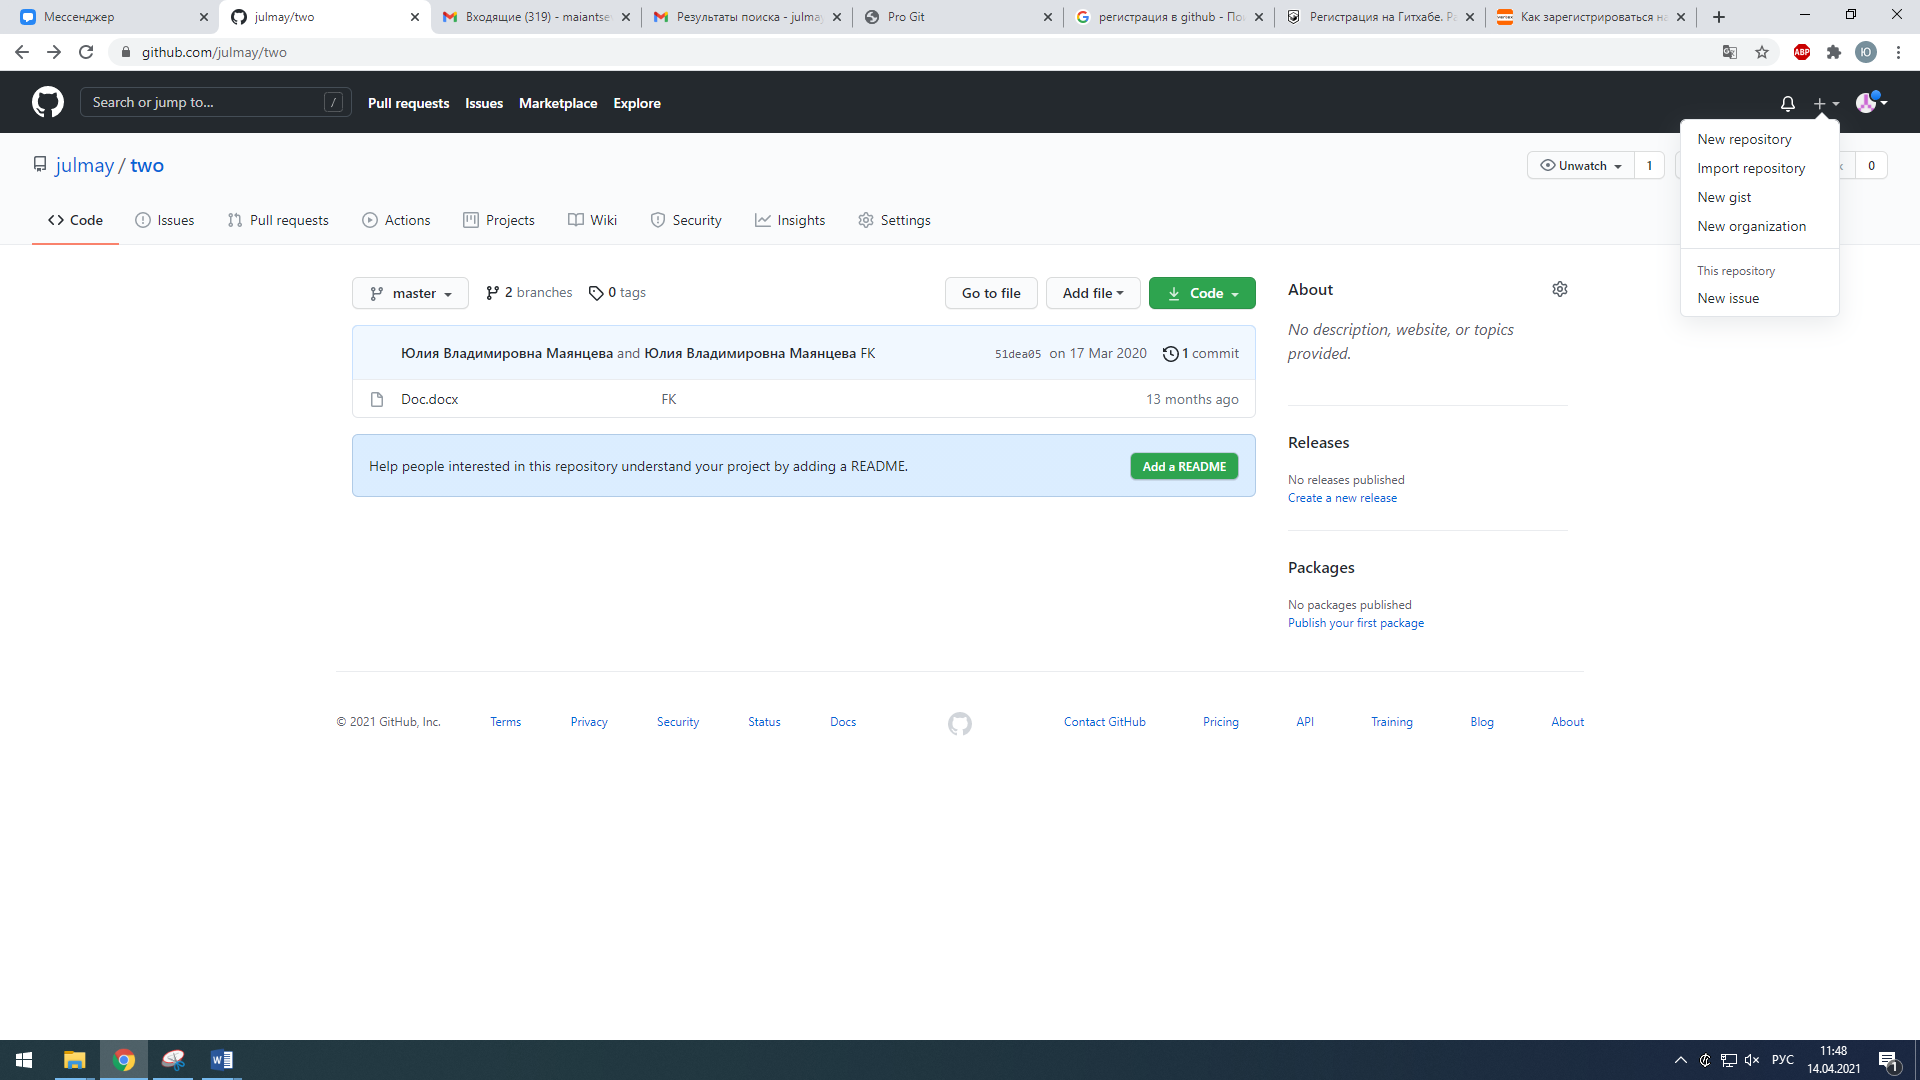 Мессенджер
julmay/two
Входящие (319) - maiantsev
Результаты поиска - julmay
Pro Git
регистрация в github - По
Регистрация на Гитхабе. Ра
Как зарегистрироваться на
github.com/julmay/two
ABP
Ю
Search or jump to...
/
Pull requests
Issues
Marketplace
Explore
New repository
Import repository
New gist
New organization
This repository
New issue
julmay / two
Unwatch
1
0
Code
Issues
Pull requests
Actions
Projects
Wiki
Security
Insights
Settings
master
2 branches
0 tags
Go to file
Add file
Code
Юлия Владимировна Маянцева and Юлия Владимировна Маянцева FK
51dea05 on 17 Mar 2020
1 commit
Doc.docx
FK
13 months ago
Help people interested in this repository understand your project by adding a README.
Add a README
About
No description, website, or topics
provided.
Releases
No releases published
Create a new release
Packages
No packages published
Publish your first package
© 2021 GitHub, Inc.
Terms
Privacy
Security
Status
Docs
Contact GitHub
Pricing
API
Training
Blog
About
РУС
11:48
14.04.2021
1